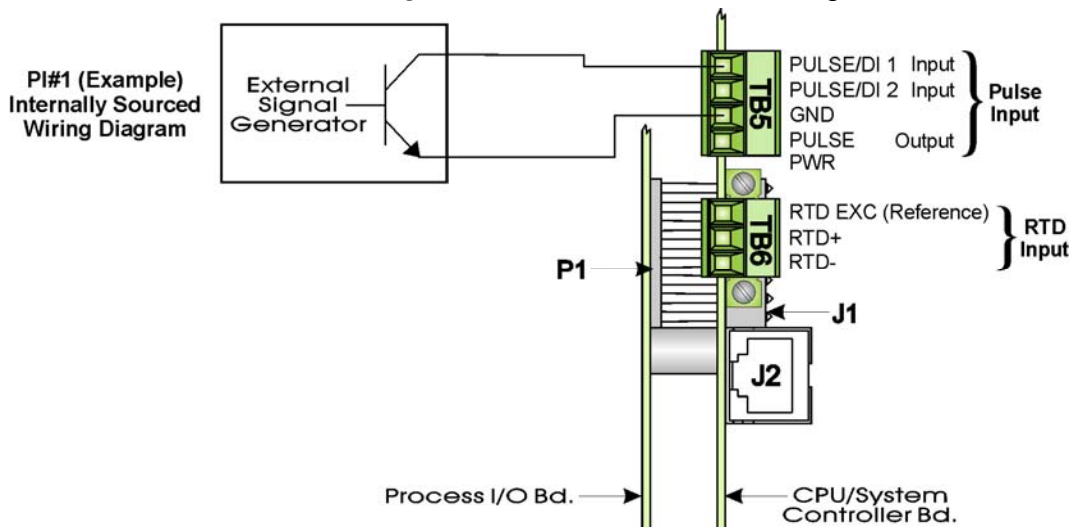 PI#1 (Example)
Internally Sourced
Wiring Diagram
External
Signal
Generator
TB5
PULSE/DI 1 Input
PULSE/DI 2 Input
GND
PULSE Output
PWR
Pulse
Input
TB6
RTD EXC (Reference)
RTD+
RTD-
RTD
Input
P1
J1
J2
Process I/O Bd.
CPU/System
Controller Bd.